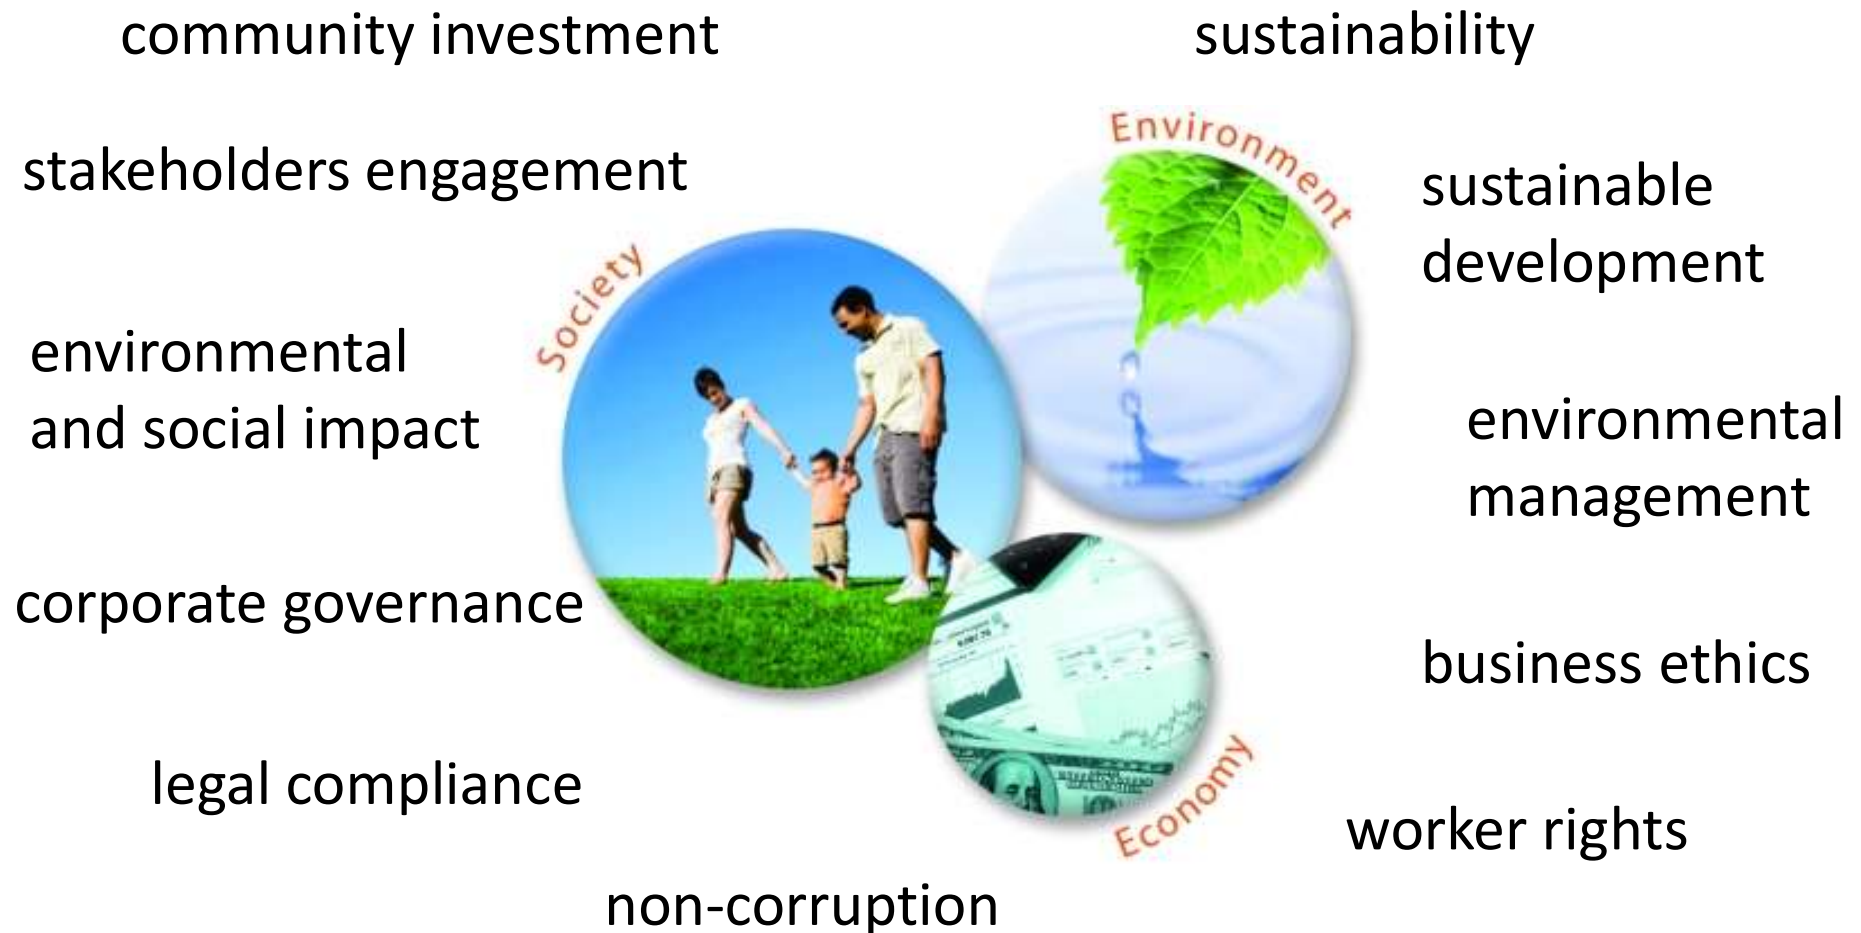 community investment
sustainability
Environment
stakeholders engagement
sustainable
development
Society
environmental
and social impact
environmental
management
corporate governance
business ethics
legal compliance
Economy
worker rights
non-corruption